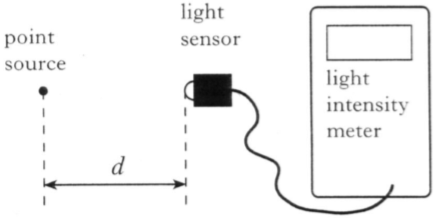 point
source
light
sensor
d
light
intensity
meter